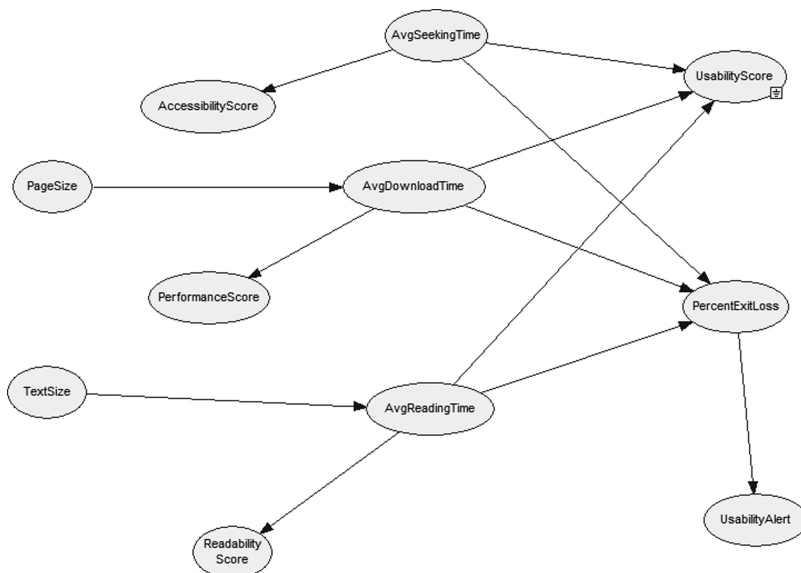 AvgSeekingTime
UsabilityScore
AccessibilityScore
PageSize
AvgDownloadTime
PerformanceScore
PercentExitLoss
TextSize
AvgReadingTime
UsabilityAlert
Readability
Score